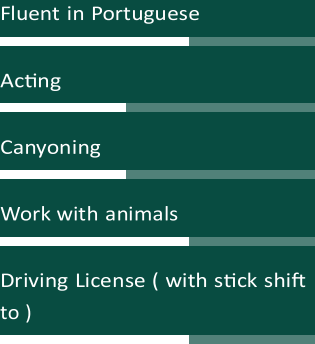 Fluent in Portuguese
Acting
Canyoning
Work with animals
Driving License ( with stick shift
to )